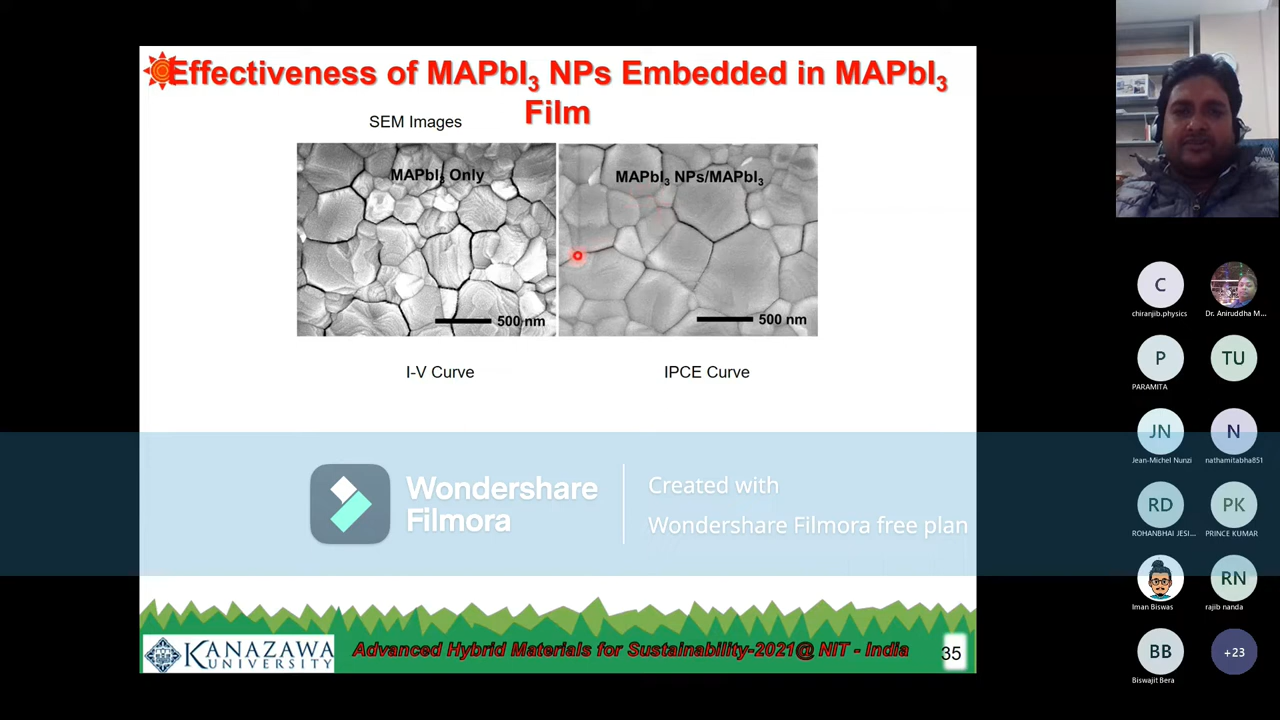 Effectiveness of MAPbI3 NPs Embedded in MAPbI3
Film
SEM Images
MAPbI3 Only
MAPbI3 NPs/MAPbI3
500 nm
500 nm
I-V Curve
IPCE Curve
Wondershare
Filmora
Created with
Wondershare Filmora free plan
KANAZAWA
UNIVERSITY
Advanced Hybrid Materials for Sustainability-2021@ NIT - India
35
C
chiranjib.physics
Dr. Aniruddha M...
P
PARAMITA
TU
JN
Jean-Michel Nunzi
N
nathamitabha851
RD
ROHANBHAI JESI...
PK
PRINCE KUMAR
Iman Biswas
RN
rajib nanda
BB
Biswajit Bera
+23